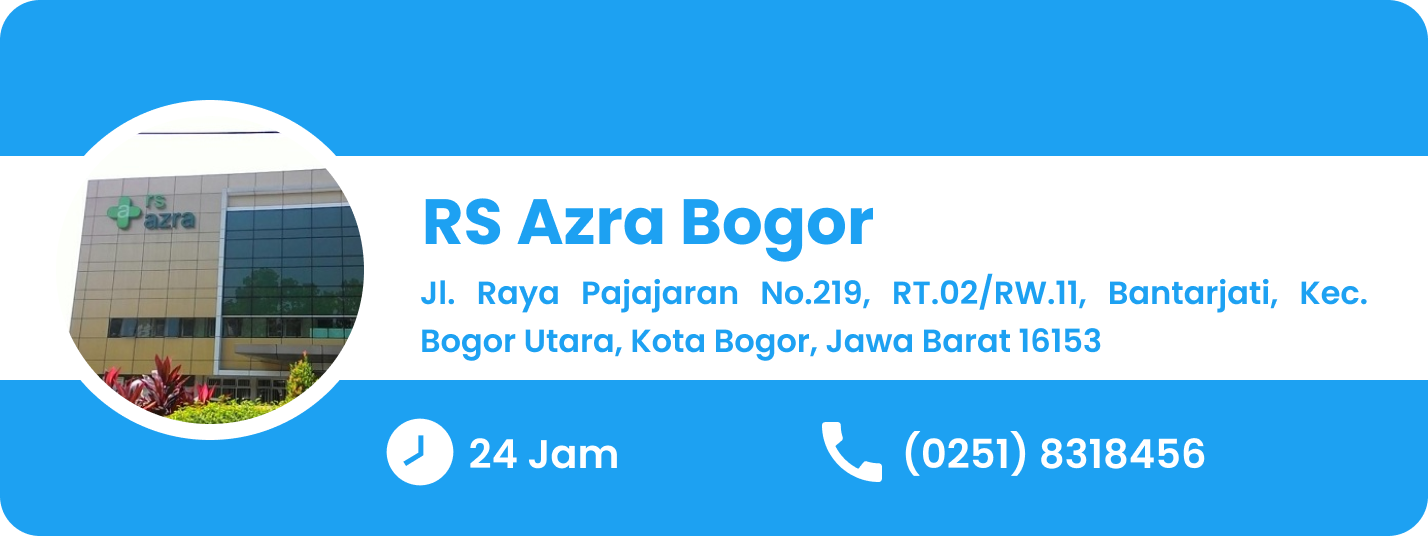 rs
azra
RS Azra Bogor
Jl. Raya Pajajaran No.219, RT.02/RW.11, Bantarjati, Kec.
Bogor Utara, Kota Bogor, Jawa Barat 16153
24 Jam
(0251) 8318456